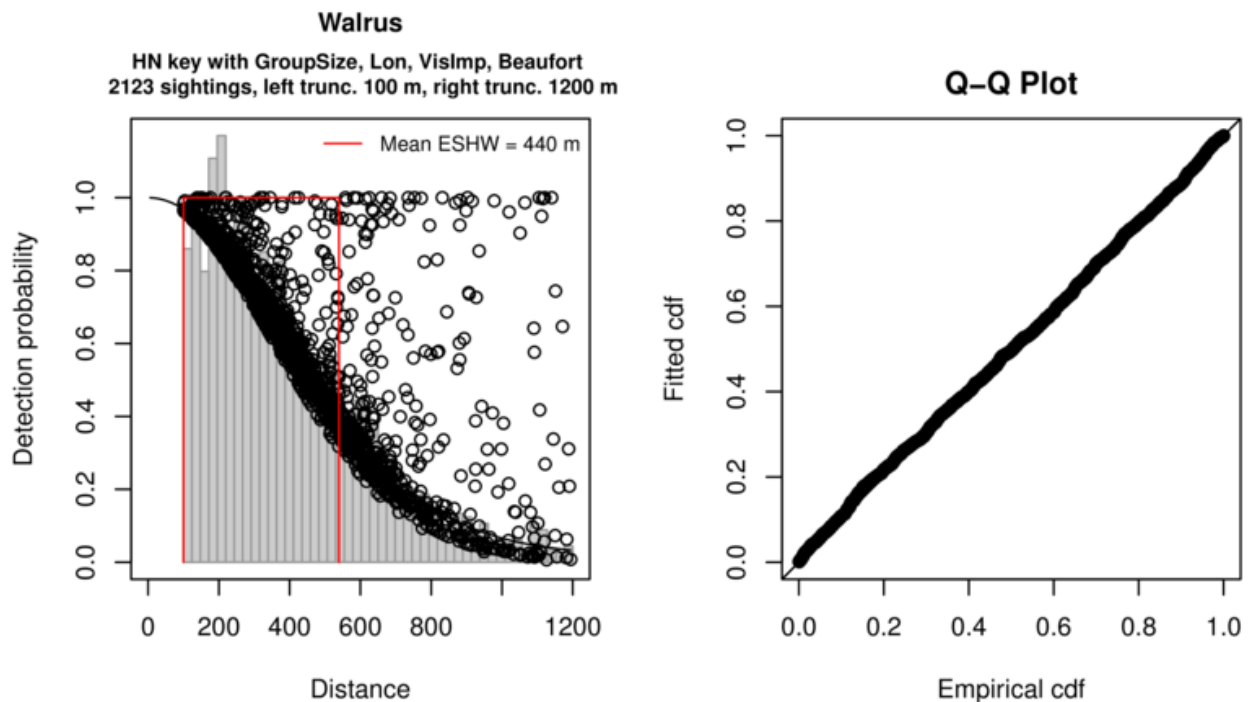 Walrus
HN key with GroupSize, Lon, VisImp, Beaufort
2123 sightings, left trunc. 100 m, right trunc. 1200 m
Mean ESHW = 440 m
Detection probability
1.0
0.8
0.6
0.4
0.2
0.0
0 200 400 600 800 1200
Distance
Q−Q Plot
Fitted cdf
1.0
0.8
0.6
0.4
0.2
0.0
0.0 0.2 0.4 0.6 0.8 1.0
Empirical cdf